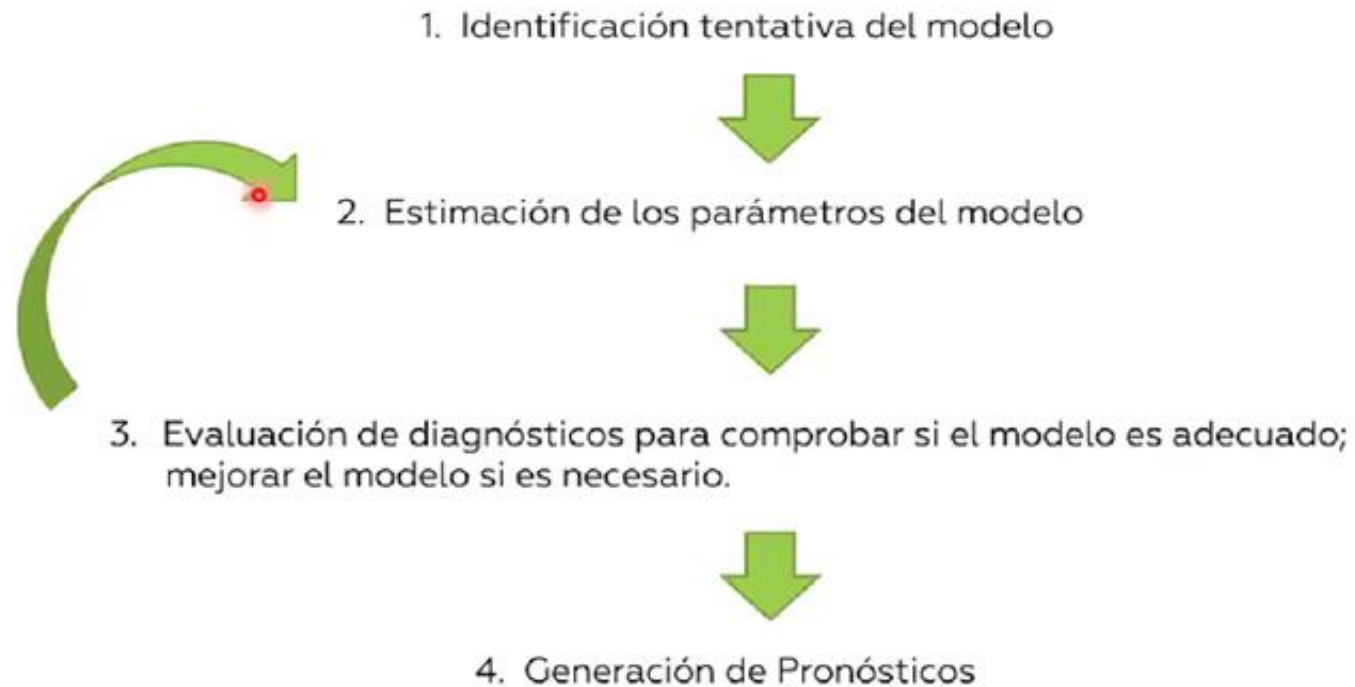 1. Identificación tentativa del modelo
2. Estimación de los parámetros del modelo
3. Evaluación de diagnósticos para comprobar si el modelo es adecuado;
mejorar el modelo si es necesario.
4. Generación de Pronósticos